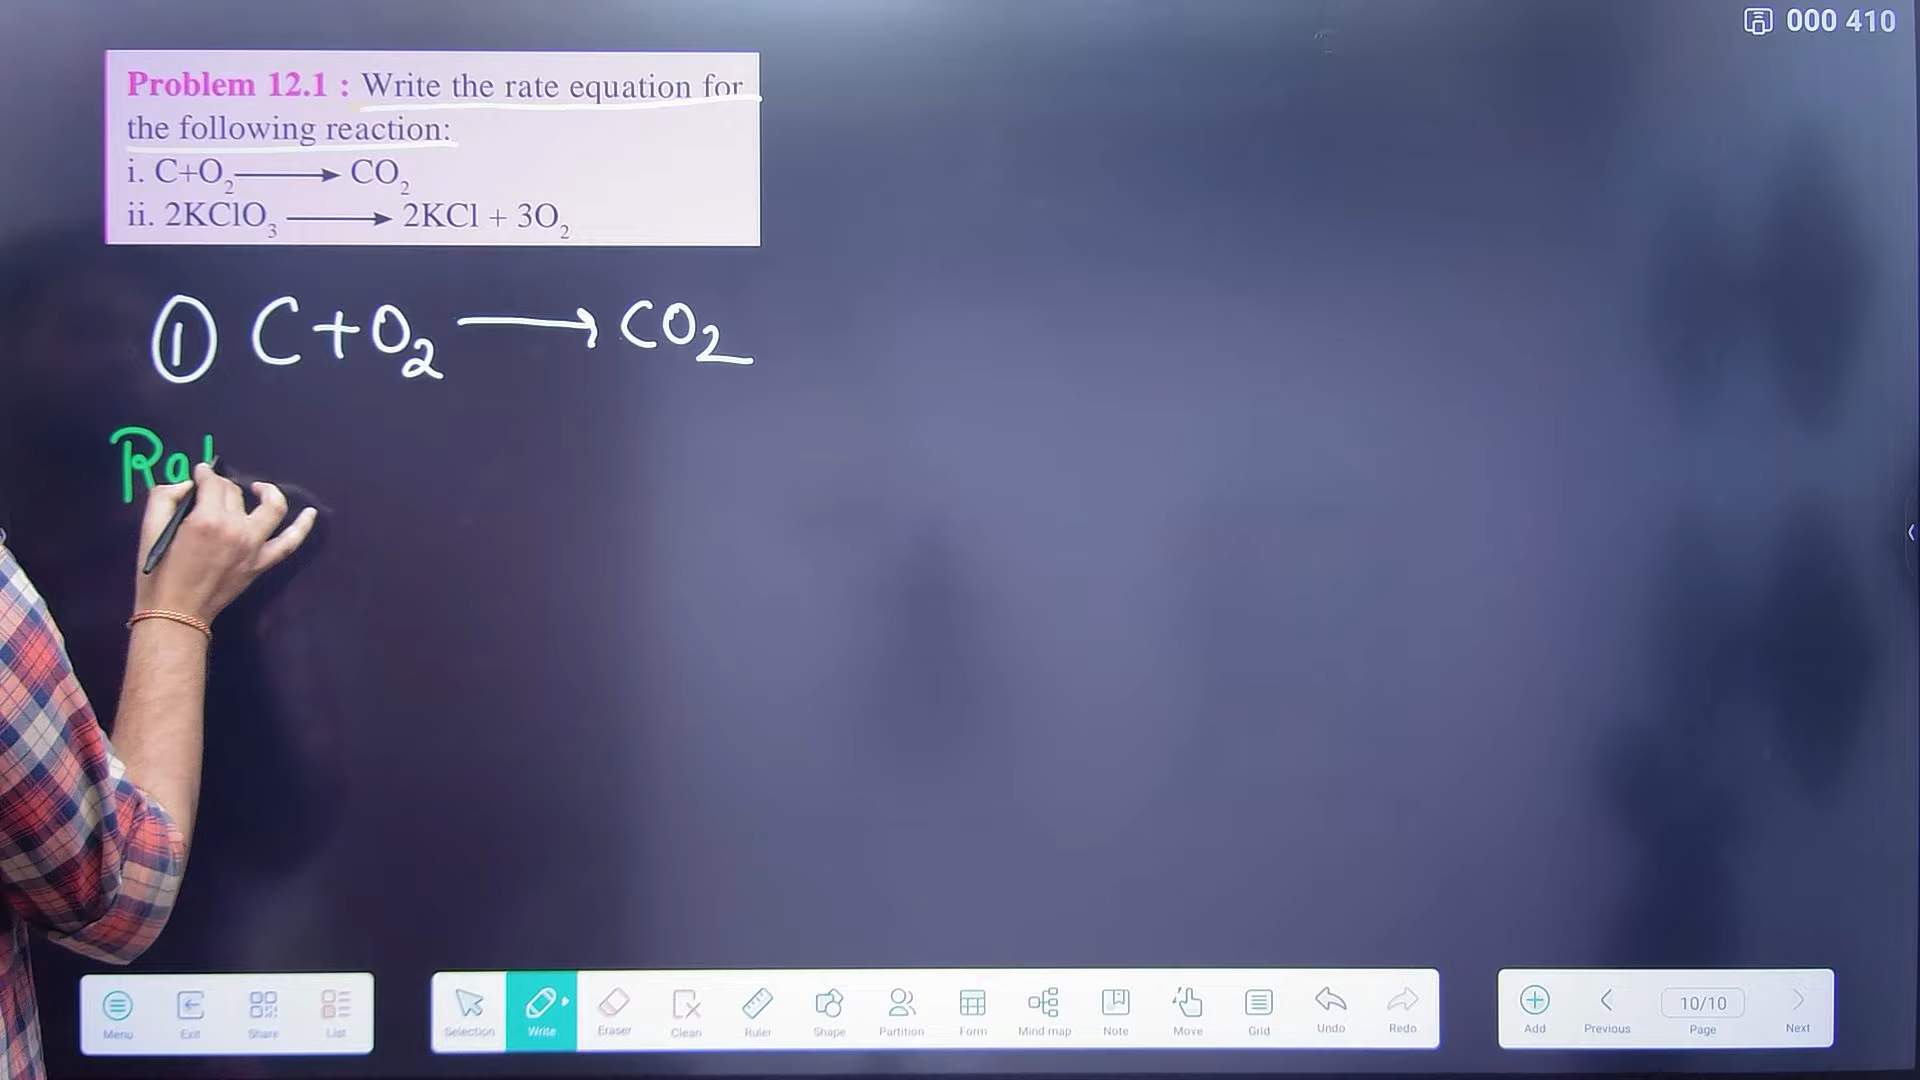 000 410
Problem 12.1 : Write the rate equation for
the following reaction:
i. C+O₂ ⟶ CO₂
ii. 2KClO₃ ⟶ 2KCl + 3O₂
① C+O₂ ⟶ CO₂
Rat
Menu Exit Share List Selection Write Eraser Clean Ruler Shape Partition Form Mind map Note Move Grid Undo Redo Add Previous 10/10 Page Next